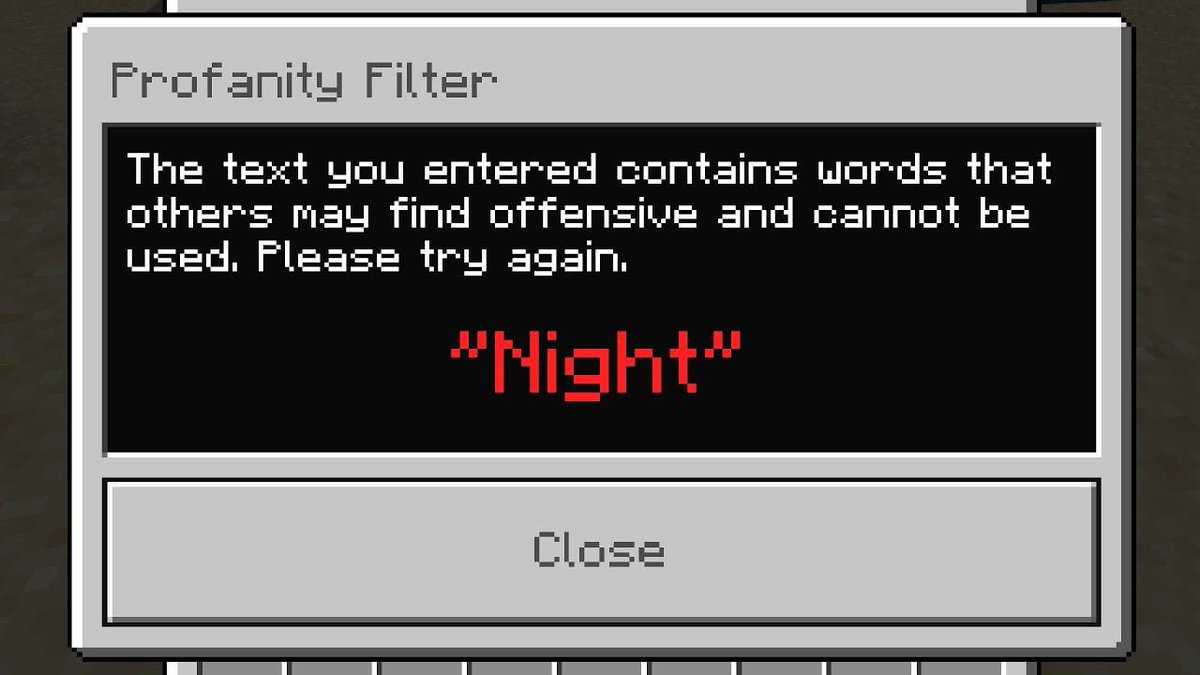 Profanity Filter
The text you entered contains words that
others may find offensive and cannot be
used. Please try again.
"Night"
Close